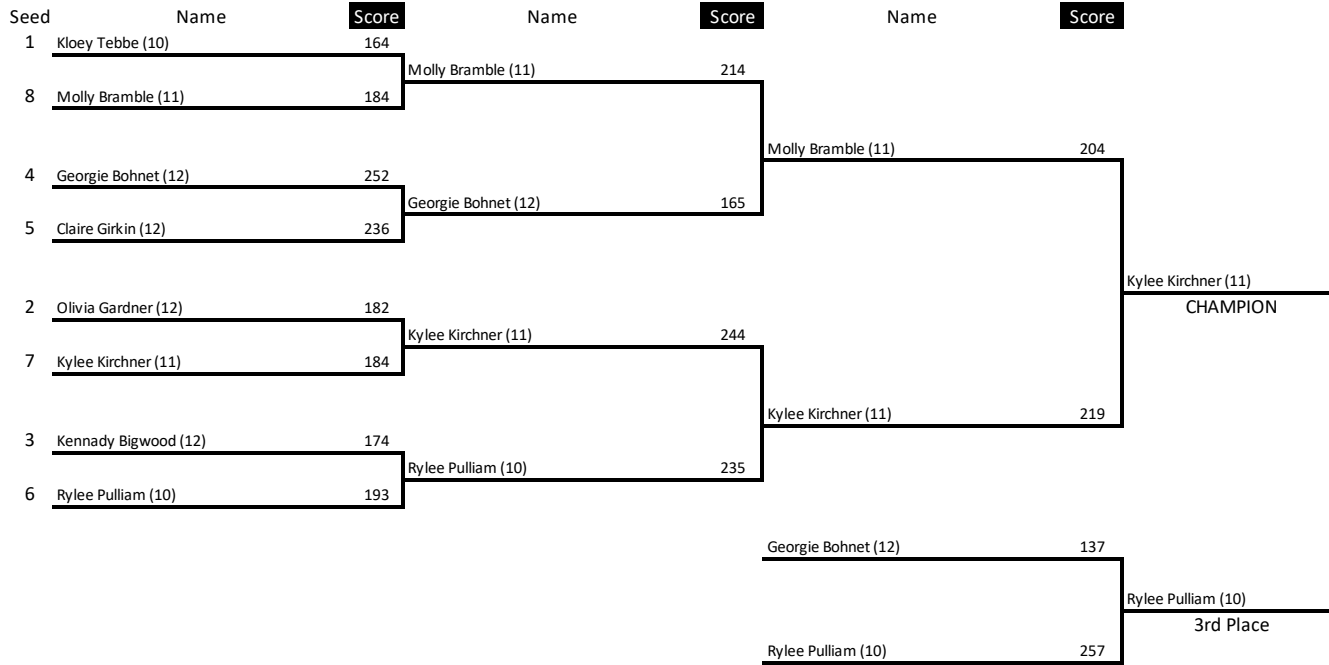 Seed Name Score Name Score Name Score
1 Kloey Tebbe (10) 164
Molly Bramble (11) 214
8 Molly Bramble (11) 184
Molly Bramble (11) 204
4 Georgie Bohnet (12) 252
Georgie Bohnet (12) 165
5 Claire Girkin (12) 236
Kylee Kirchner (11)
2 Olivia Gardner (12) 182
CHAMPION
Kylee Kirchner (11) 244
7 Kylee Kirchner (11) 184
Kylee Kirchner (11) 219
3 Kennady Bigwood (12) 174
Rylee Pulliam (10) 235
6 Rylee Pulliam (10) 193
Georgie Bohnet (12) 137
Rylee Pulliam (10)
3rd Place
Rylee Pulliam (10) 257